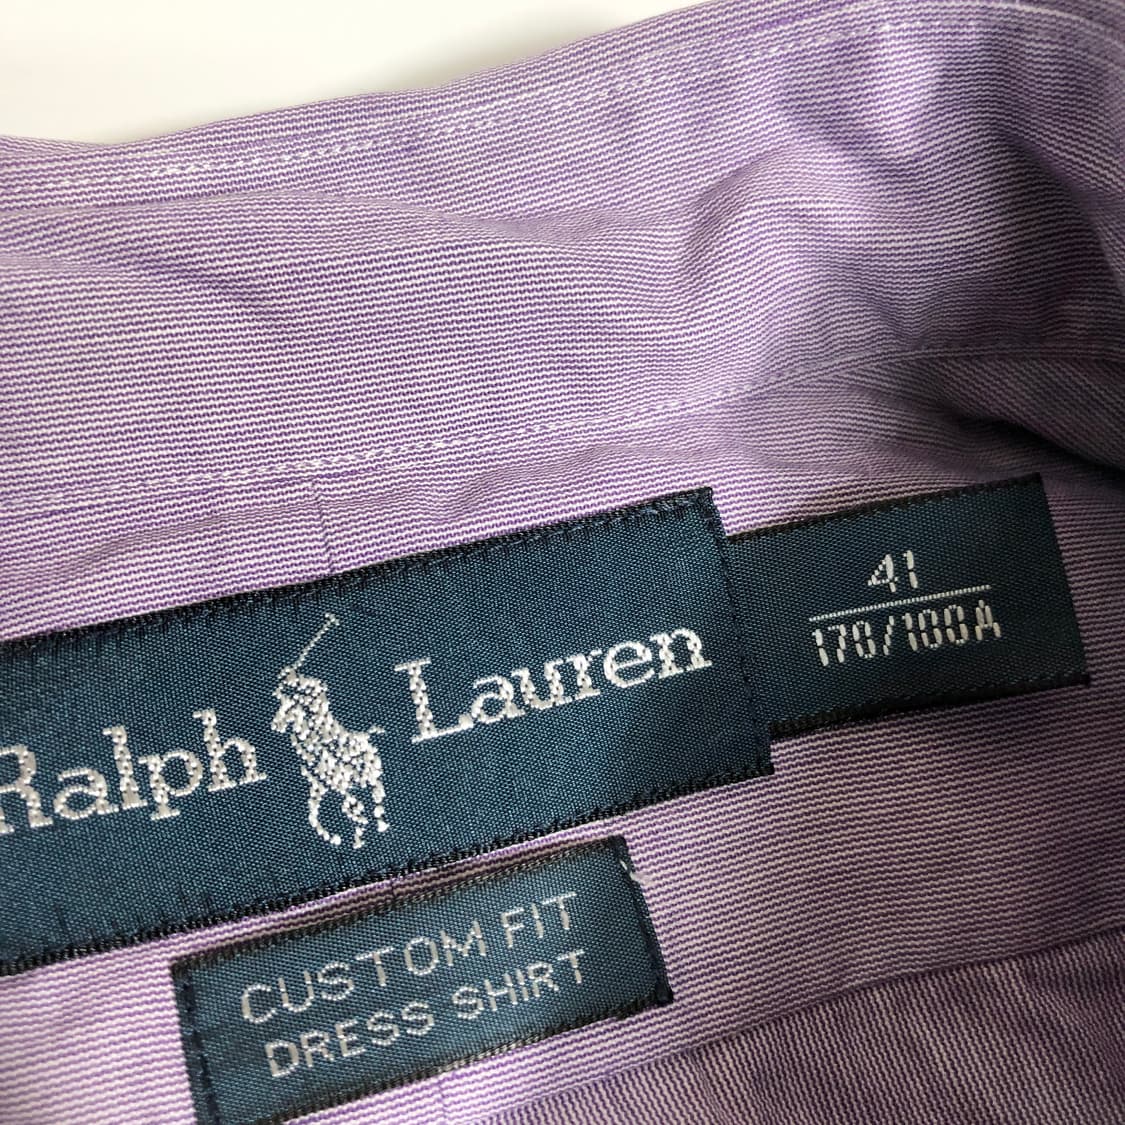 Ralph Lauren
41
170/100A
CUSTOM FIT
DRESS SHIRT